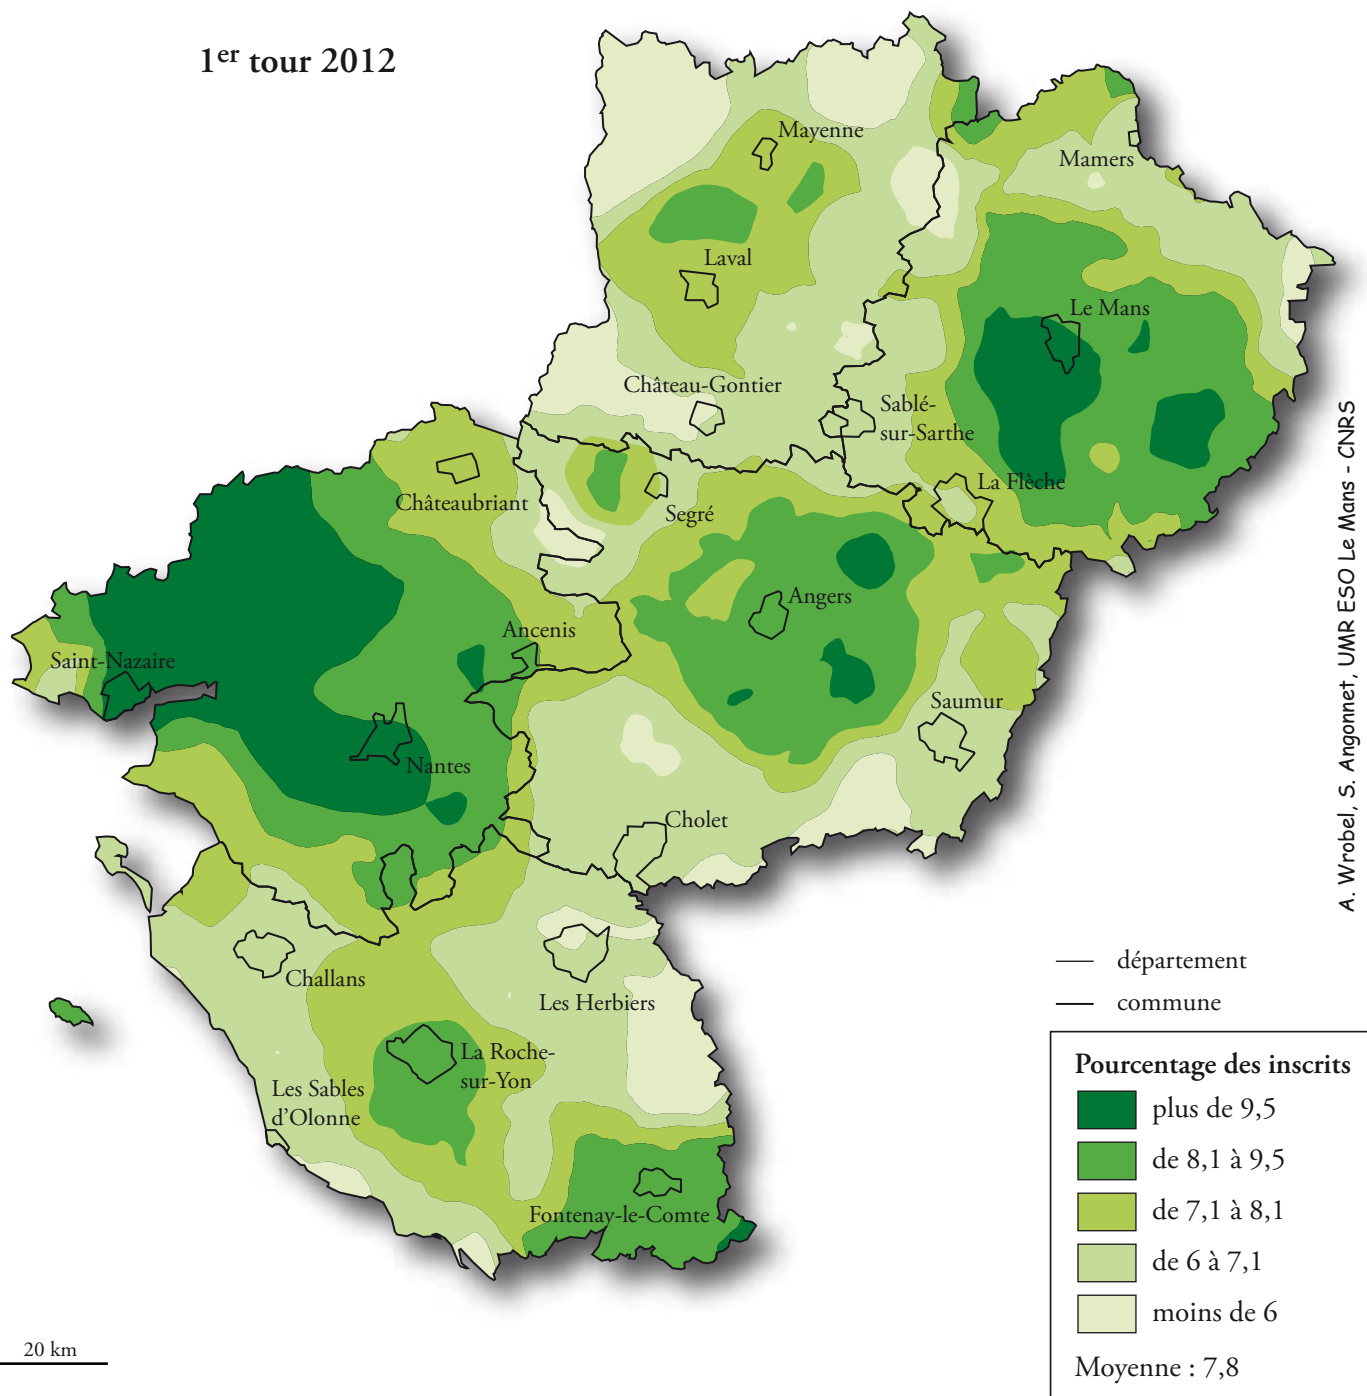 1er tour 2012
Mayenne
Mamers
Laval
Le Mans
Château-Gontier
Sablé-
sur-Sarthe
Châteaubriant
Segré
La Flèche
Angers
Ancenis
Saint-Nazaire
Saumur
Nantes
Cholet
Challans
Les Herbiers
La Roche-
sur-Yon
Les Sables
d'Olonne
Fontenay-le-Comte
A. Wrobel, S. Angonnet, UMR ESO Le Mans - CNRS
département
commune
Pourcentage des inscrits
plus de 9,5
de 8,1 à 9,5
de 7,1 à 8,1
de 6 à 7,1
moins de 6
Moyenne : 7,8
20 km